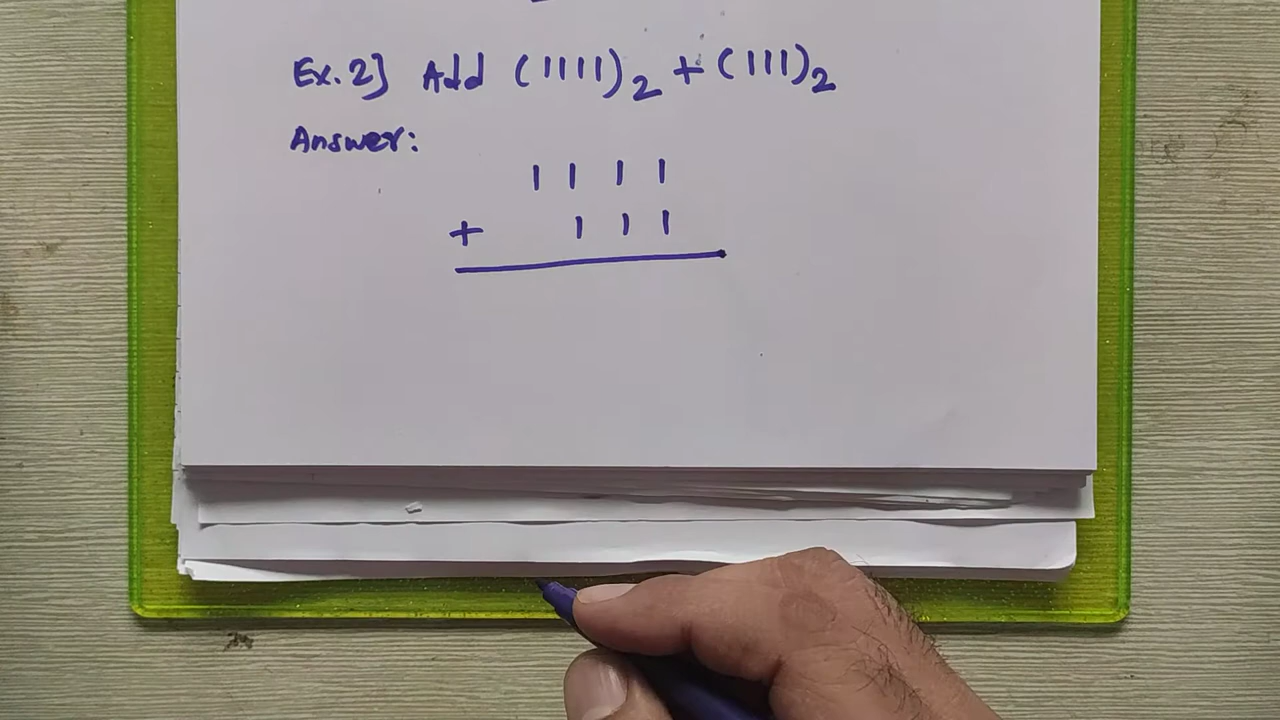 Ex. 2] Add (1111)2 + (111)2
Answer:
1 1 1 1
+ 1 1 1